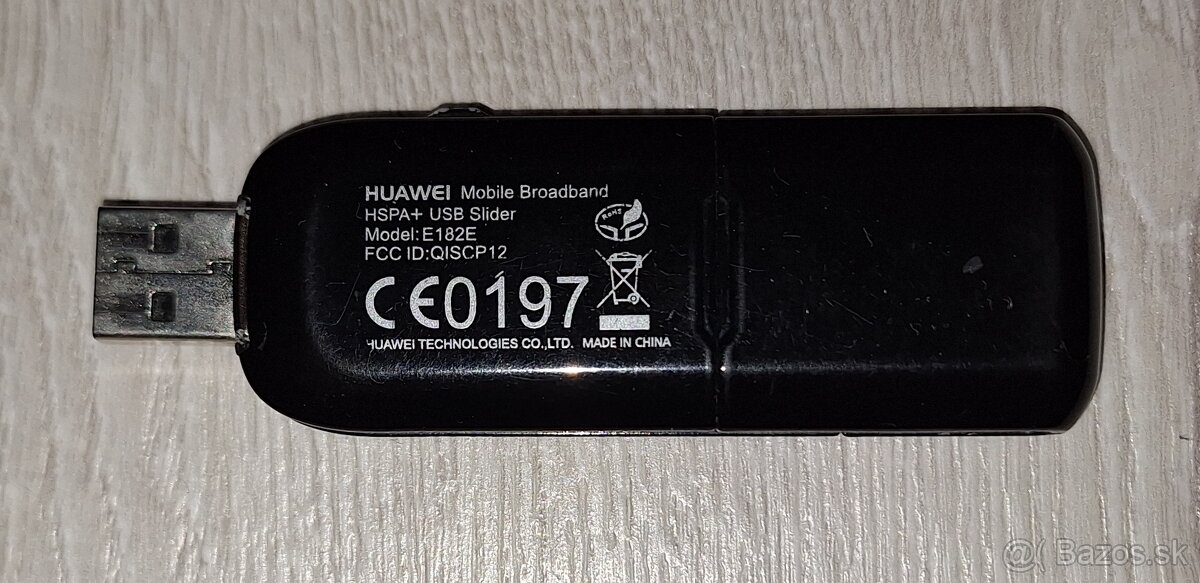 HUAWEI Mobile Broadband
HSPA+ USB Slider
Model:E182E
FCC ID:QISCP12
RoHS
CE0197
HUAWEI TECHNOLOGIES CO.,LTD. MADE IN CHINA
Bazos.sk